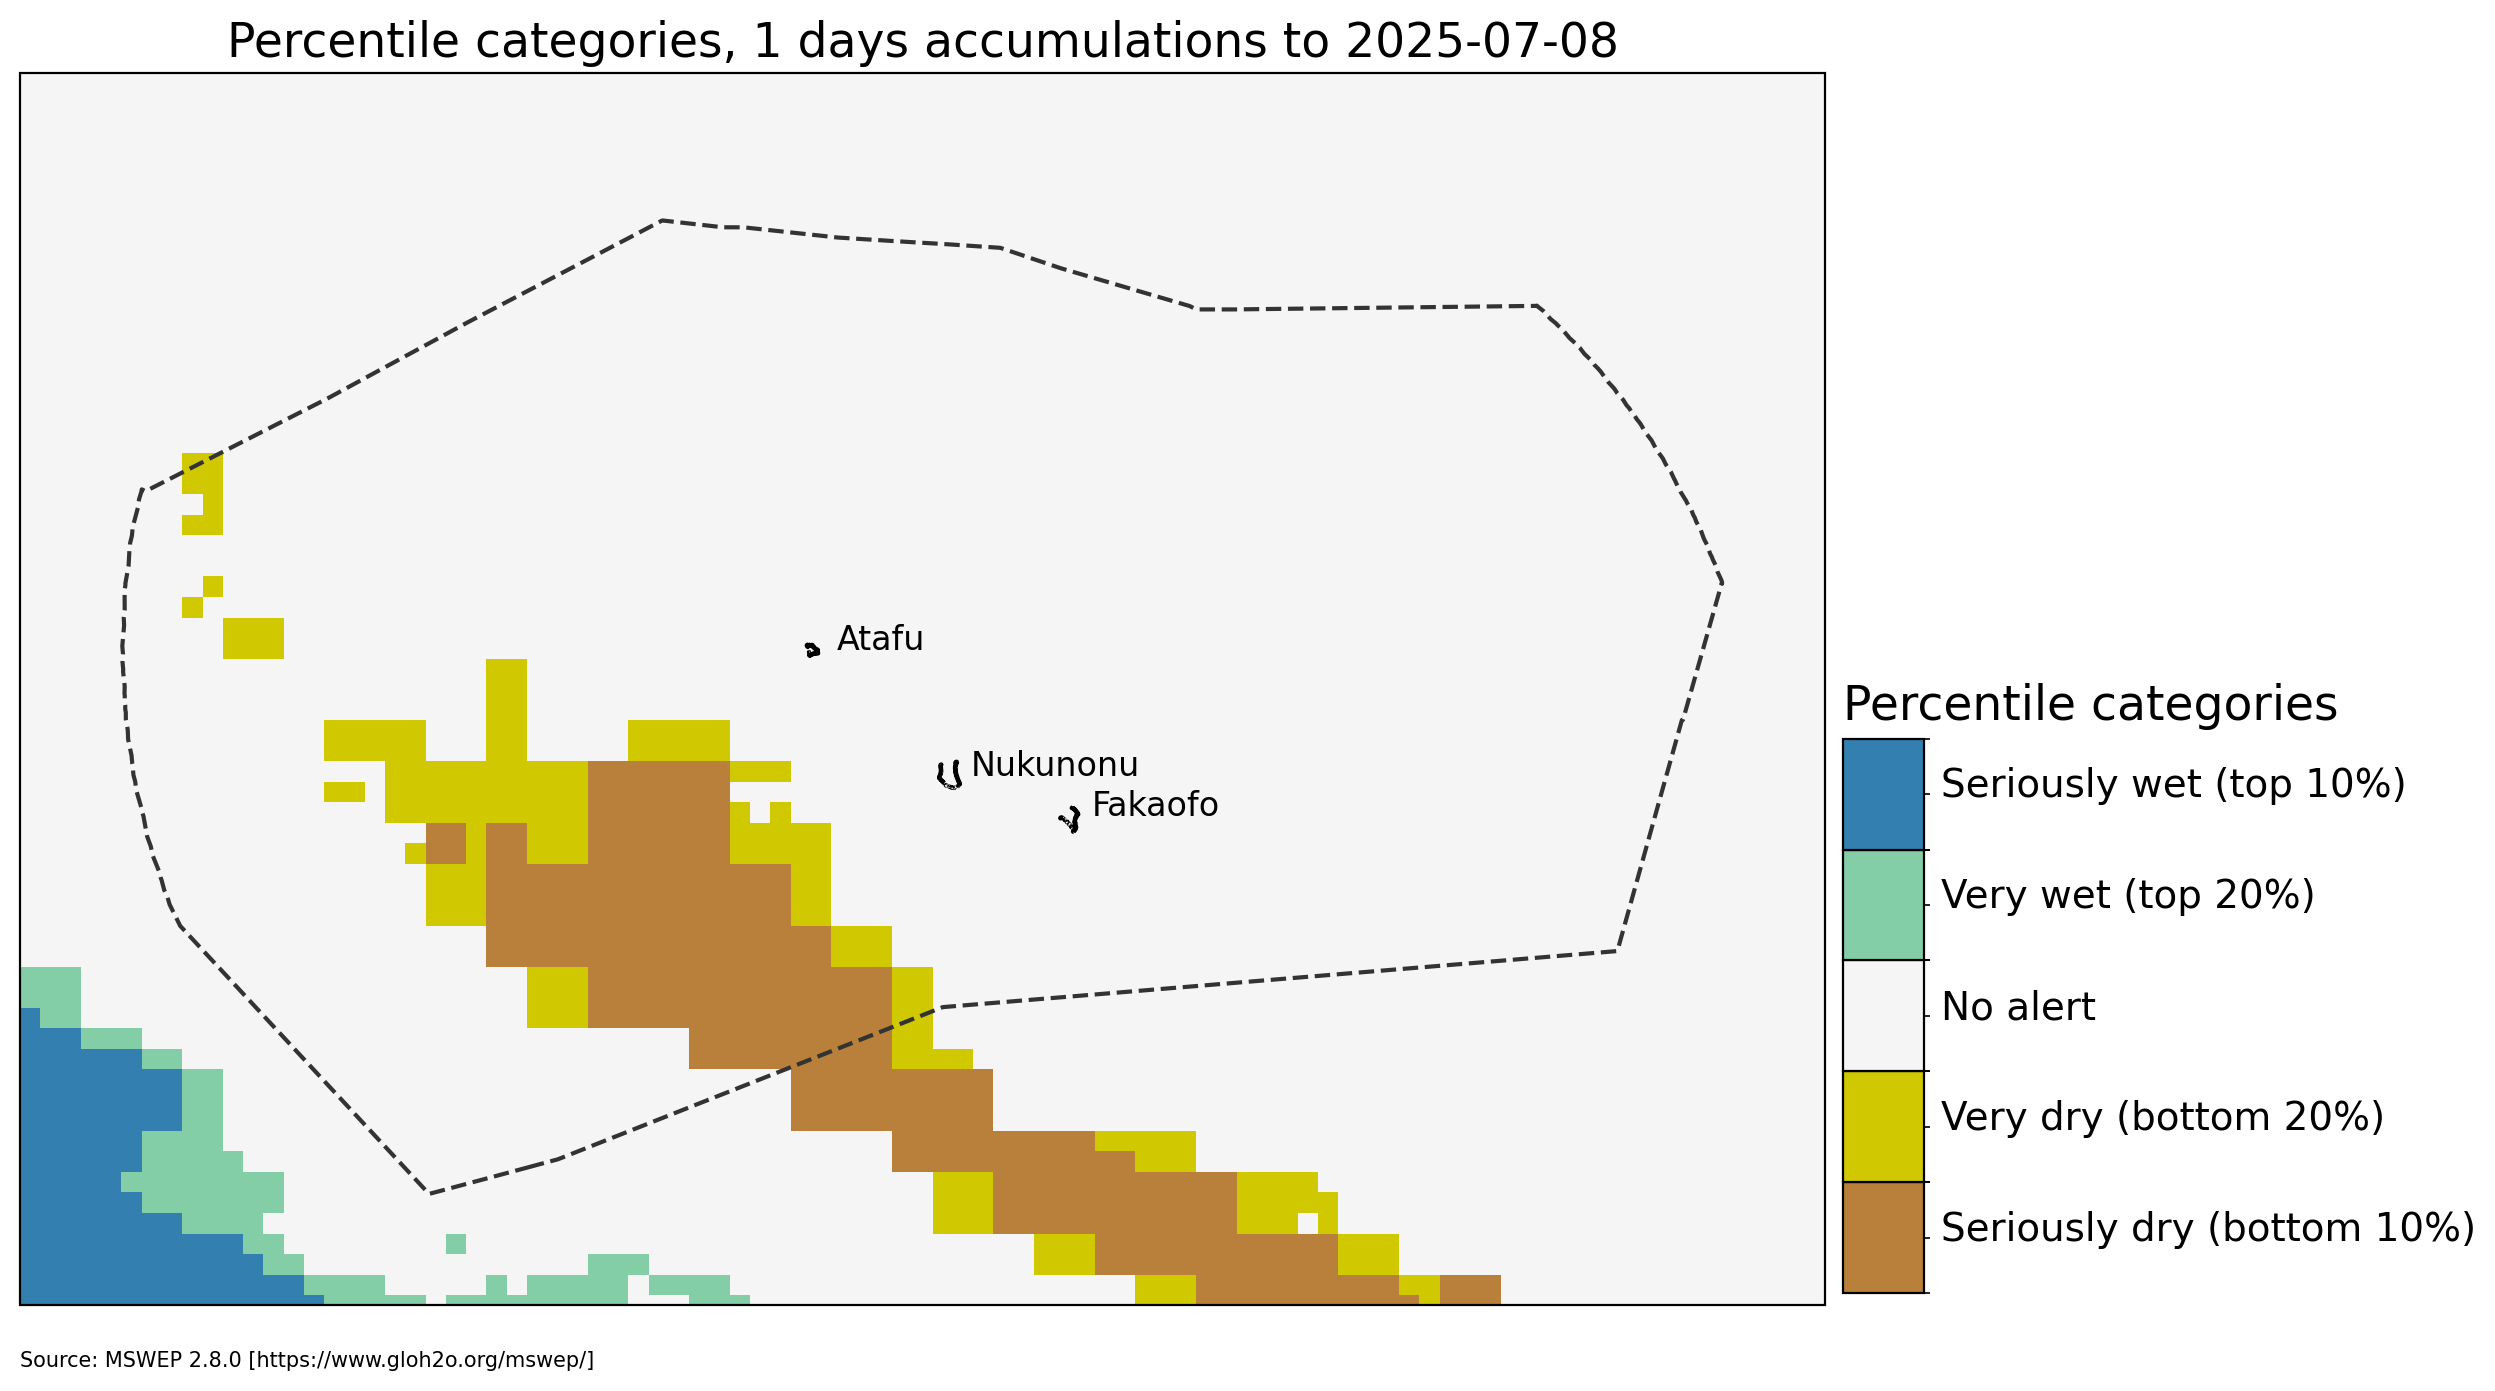 Percentile categories, 1 days accumulations to 2025-07-08
Atafu
Nukunonu
Fakaofo
Percentile categories
Seriously wet (top 10%)
Very wet (top 20%)
No alert
Very dry (bottom 20%)
Seriously dry (bottom 10%)
Source: MSWEP 2.8.0 [https://www.gloh2o.org/mswep/]